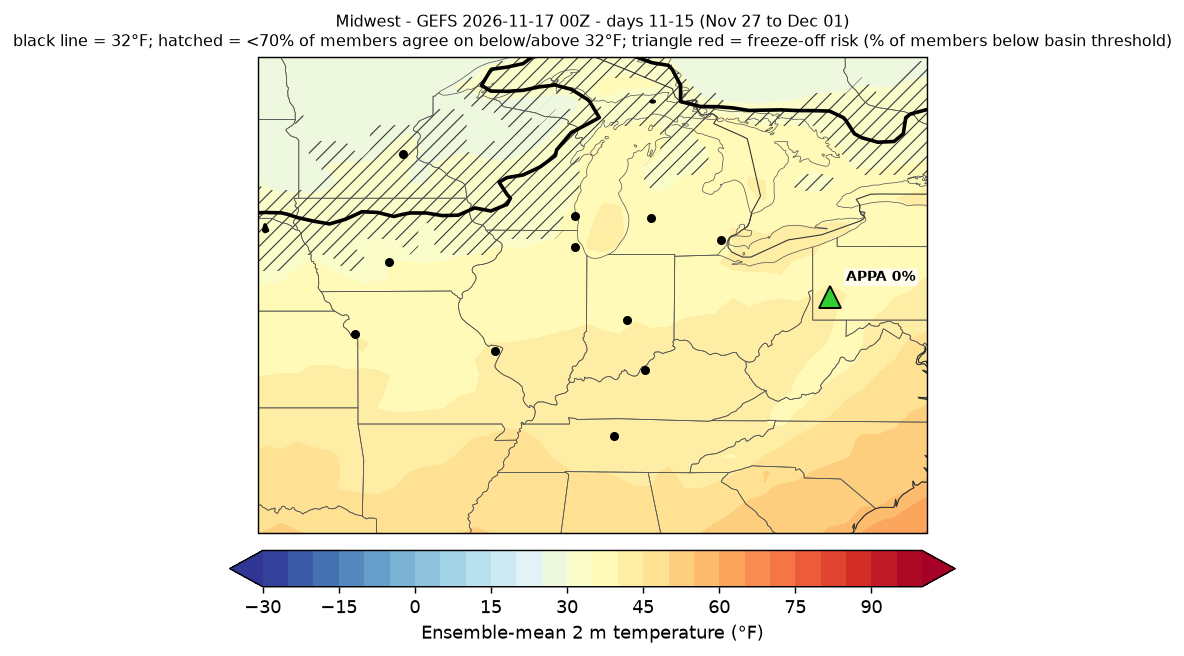 Midwest - GEFS 2026-11-17 00Z - days 11-15 (Nov 27 to Dec 01)
black line = 32°F; hatched = <70% of members agree on below/above 32°F; triangle red = freeze-off risk (% of members below basin threshold)
APPA 0%
−30 −15 0 15 30 45 60 75 90
Ensemble-mean 2 m temperature (°F)